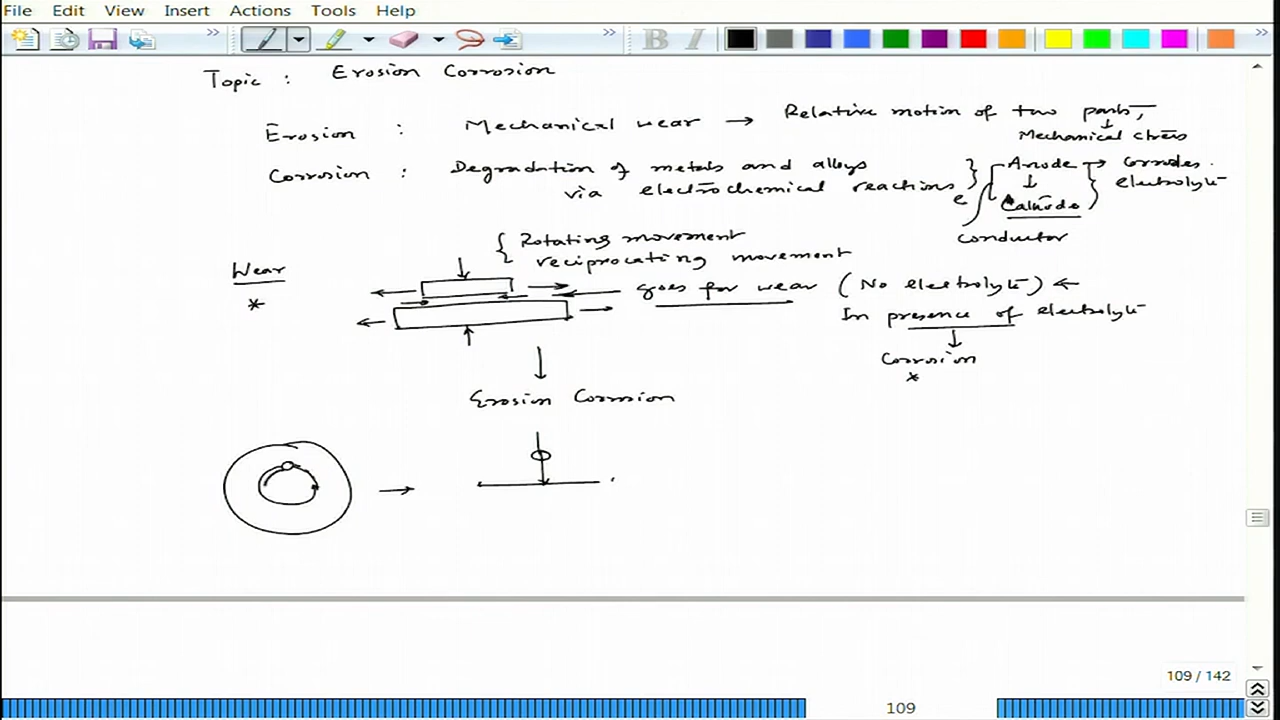 File Edit View Insert Actions Tools Help
B I
Topic : Erosion Corrosion
Erosion : Mechanical wear → Relative motion of two parts,
Mechanical stress
Corrosion : Degradation of metals and alloys
via electrochemical reactions
Anode → Corrodes.
electrolyte
e Cathode
conductor
Wear
*
Rotating movement
reciprocating movement
goes for wear (No electrolyte) ←
In presence of electrolyte
Corrosion
*
Erosion Corrosion
109 / 142
109